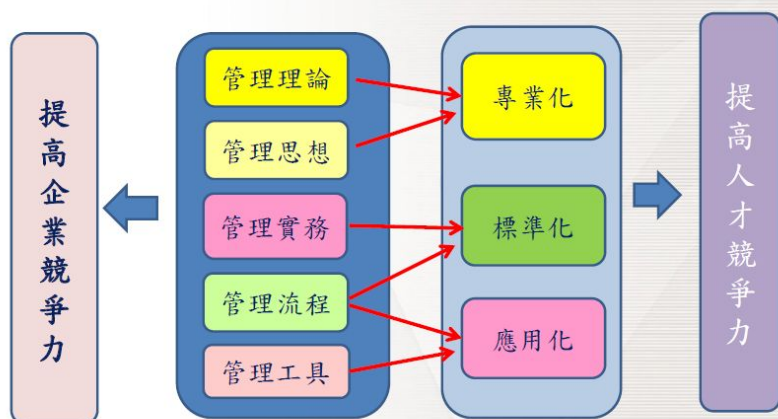 提高企業競爭力
管理理論
管理思想
管理實務
管理流程
管理工具
專業化
標準化
應用化
提高人才競爭力